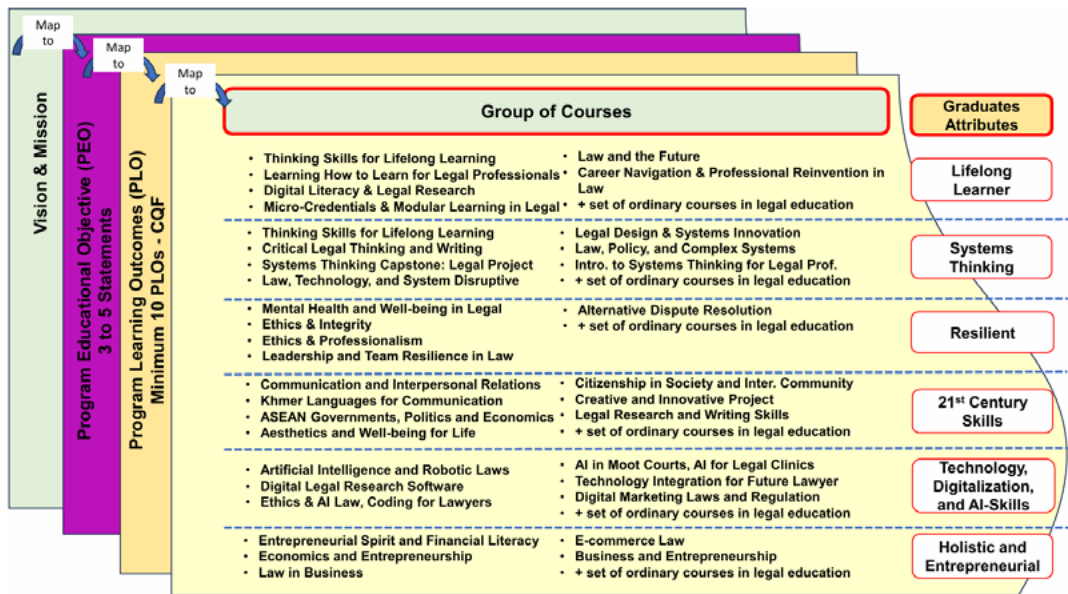 Map
to
Map
to
Map
to
Vision & Mission
Program Educational Objective (PEO)
3 to 5 Statements
Program Learning Outcomes (PLO)
Minimum 10 PLOs - CQF
Group of Courses
Graduates
Attributes
• Thinking Skills for Lifelong Learning
• Learning How to Learn for Legal Professionals
• Digital Literacy & Legal Research
• Micro-Credentials & Modular Learning in Legal
• Law and the Future
• Career Navigation & Professional Reinvention in
Law
• + set of ordinary courses in legal education
Lifelong
Learner
• Thinking Skills for Lifelong Learning
• Critical Legal Thinking and Writing
• Systems Thinking Capstone: Legal Project
• Law, Technology, and System Disruptive
• Legal Design & Systems Innovation
• Law, Policy, and Complex Systems
• Intro. to Systems Thinking for Legal Prof.
• + set of ordinary courses in legal education
Systems
Thinking
• Mental Health and Well-being in Legal
• Ethics & Integrity
• Ethics & Professionalism
• Leadership and Team Resilience in Law
• Alternative Dispute Resolution
• + set of ordinary courses in legal education
Resilient
• Communication and Interpersonal Relations
• Khmer Languages for Communication
• ASEAN Governments, Politics and Economics
• Aesthetics and Well-being for Life
• Citizenship in Society and Inter. Community
• Creative and Innovative Project
• Legal Research and Writing Skills
• + set of ordinary courses in legal education
21st Century
Skills
• Artificial Intelligence and Robotic Laws
• Digital Legal Research Software
• Ethics & AI Law, Coding for Lawyers
• AI in Moot Courts, AI for Legal Clinics
• Technology Integration for Future Lawyer
• Digital Marketing Laws and Regulation
• + set of ordinary courses in legal education
Technology,
Digitalization,
and AI-Skills
• Entrepreneurial Spirit and Financial Literacy
• Economics and Entrepreneurship
• Law in Business
• E-commerce Law
• Business and Entrepreneurship
• + set of ordinary courses in legal education
Holistic and
Entrepreneurial